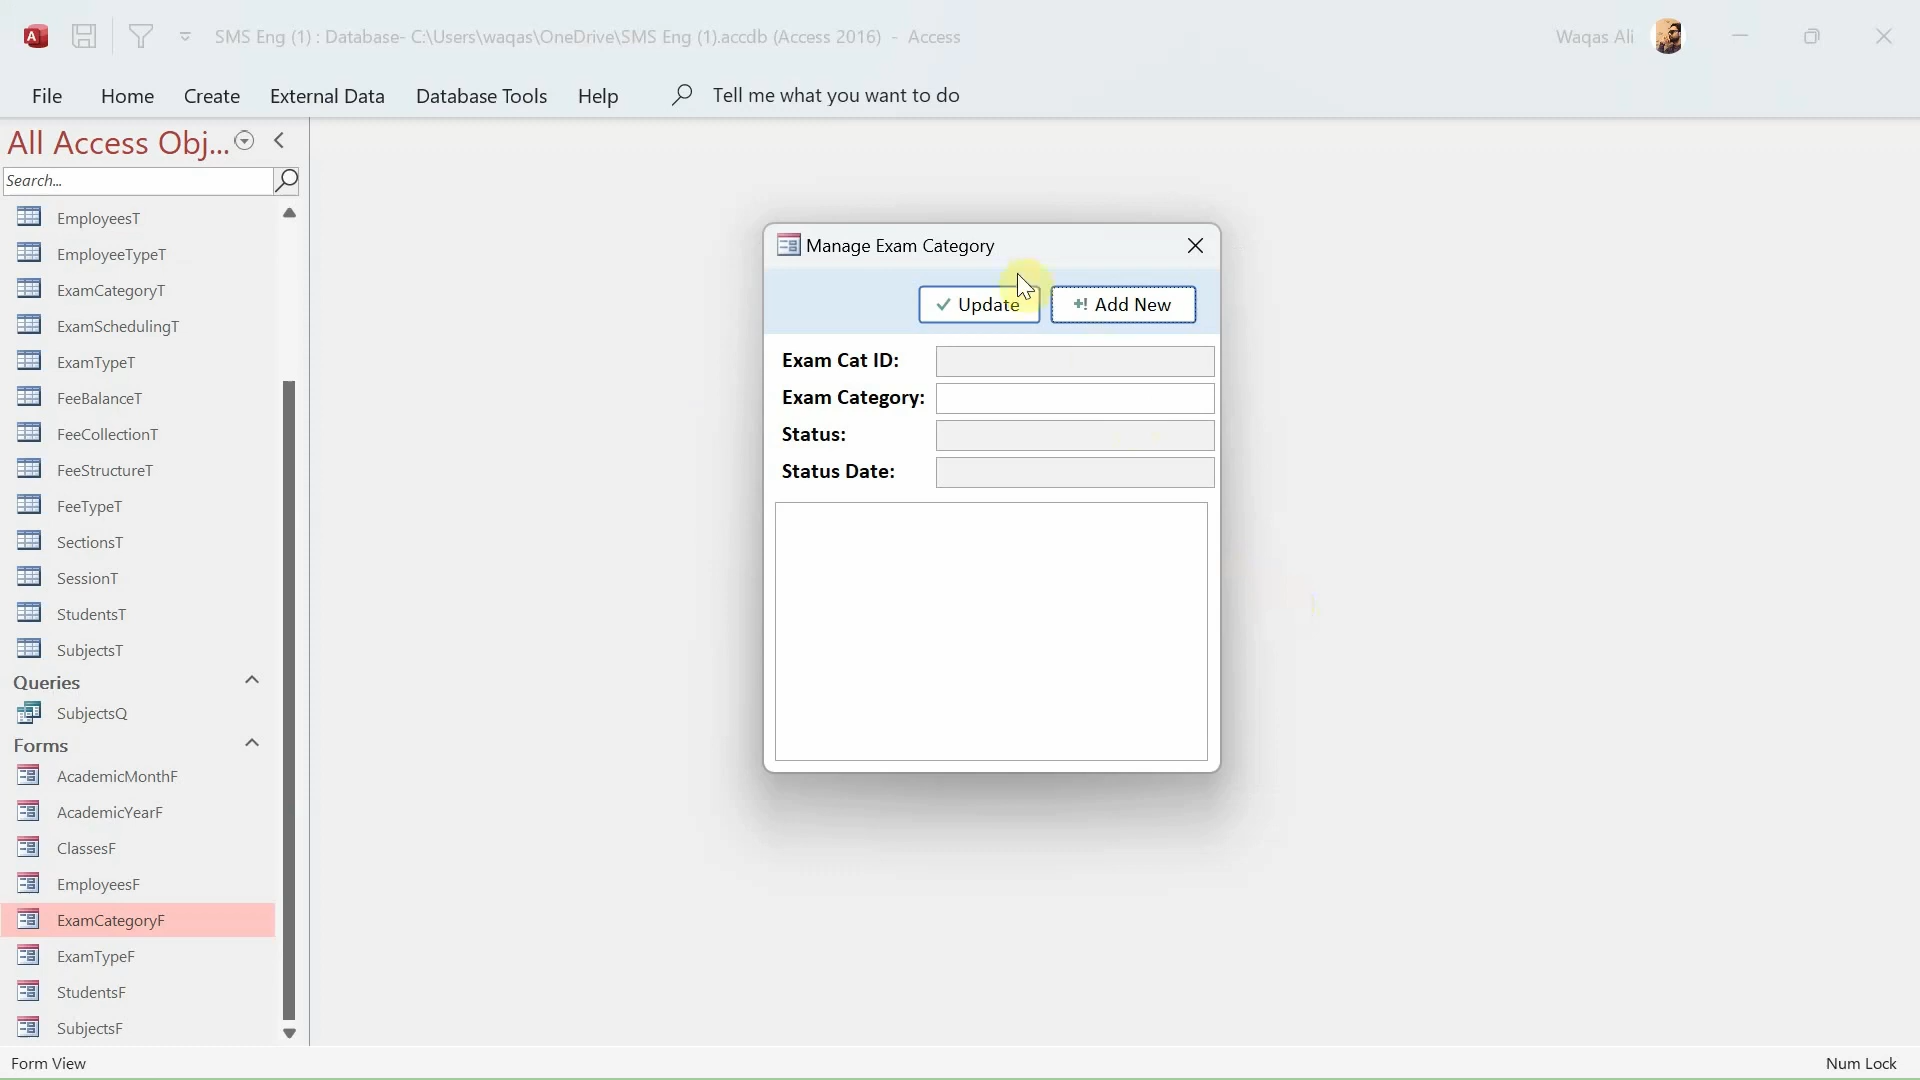 SMS Eng (1) : Database- C:\Users\waqas\OneDrive\SMS Eng (1).accdb (Access 2016) - Access
Waqas Ali
File Home Create External Data Database Tools Help Tell me what you want to do
All Access Obj...
Search...
EmployeesT
EmployeeTypeT
ExamCategoryT
ExamSchedulingT
ExamTypeT
FeeBalanceT
FeeCollectionT
FeeStructureT
FeeTypeT
SectionsT
SessionT
StudentsT
SubjectsT
Queries
SubjectsQ
Forms
AcademicMonthF
AcademicYearF
ClassesF
EmployeesF
ExamCategoryF
ExamTypeF
StudentsF
SubjectsF
Manage Exam Category
Update Add New
Exam Cat ID:
Exam Category:
Status:
Status Date:
Form View
Num Lock